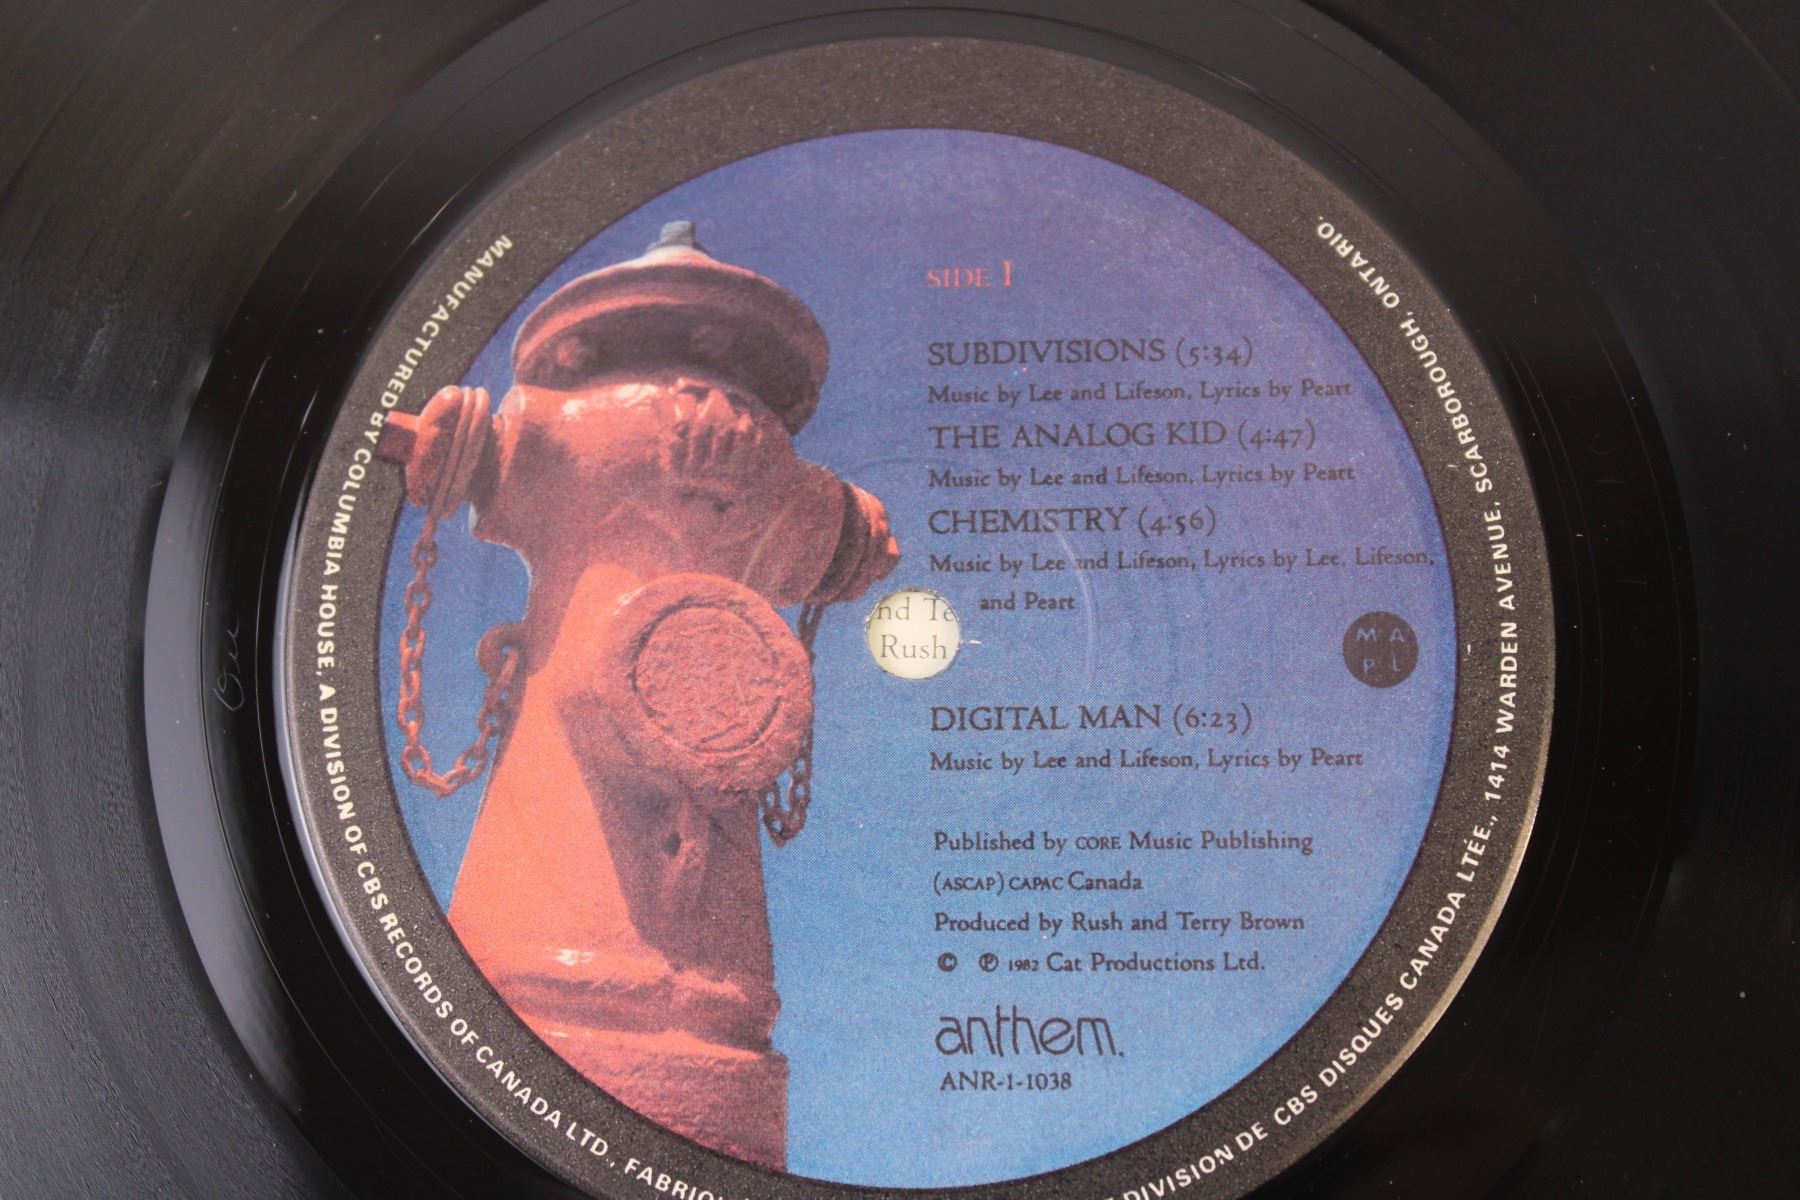 SIDE I
SUBDIVISIONS (5:34)
Music by Lee and Lifeson, Lyrics by Peart
THE ANALOG KID (4:47)
Music by Lee and Lifeson, Lyrics by Peart
CHEMISTRY (4:56)
Music by Lee and Lifeson, Lyrics by Lee, Lifeson,
and Peart
nd Te
Rush
M A
P L
DIGITAL MAN (6:23)
Music by Lee and Lifeson, Lyrics by Peart
Published by CORE Music Publishing
(ASCAP) CAPAC Canada
Produced by Rush and Terry Brown
© ℗ 1982 Cat Productions Ltd.
anthem.
ANR-1-1038
MANUFACTURED BY COLUMBIA HOUSE, A DIVISION OF CBS RECORDS OF CANADA LTD., DIVISION DE CBS DISQUES CANADA LTÉE., 1414 WARDEN AVENUE, SCARBOROUGH, ONTARIO